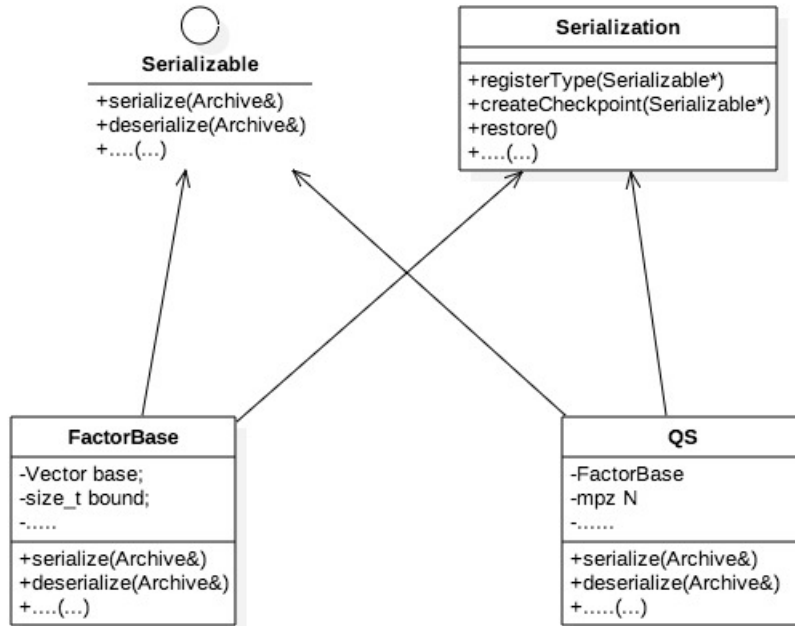 Serializable
+serialize(Archive&)
+deserialize(Archive&)
+....(...)
Serialization
+registerType(Serializable*)
+createCheckpoint(Serializable*)
+restore()
+....(...)
FactorBase
-Vector base;
-size_t bound;
-.....
+serialize(Archive&)
+deserialize(Archive&)
+....(...)
QS
-FactorBase
-mpz N
-......
+serialize(Archive&)
+deserialize(Archive&)
+.....(...)